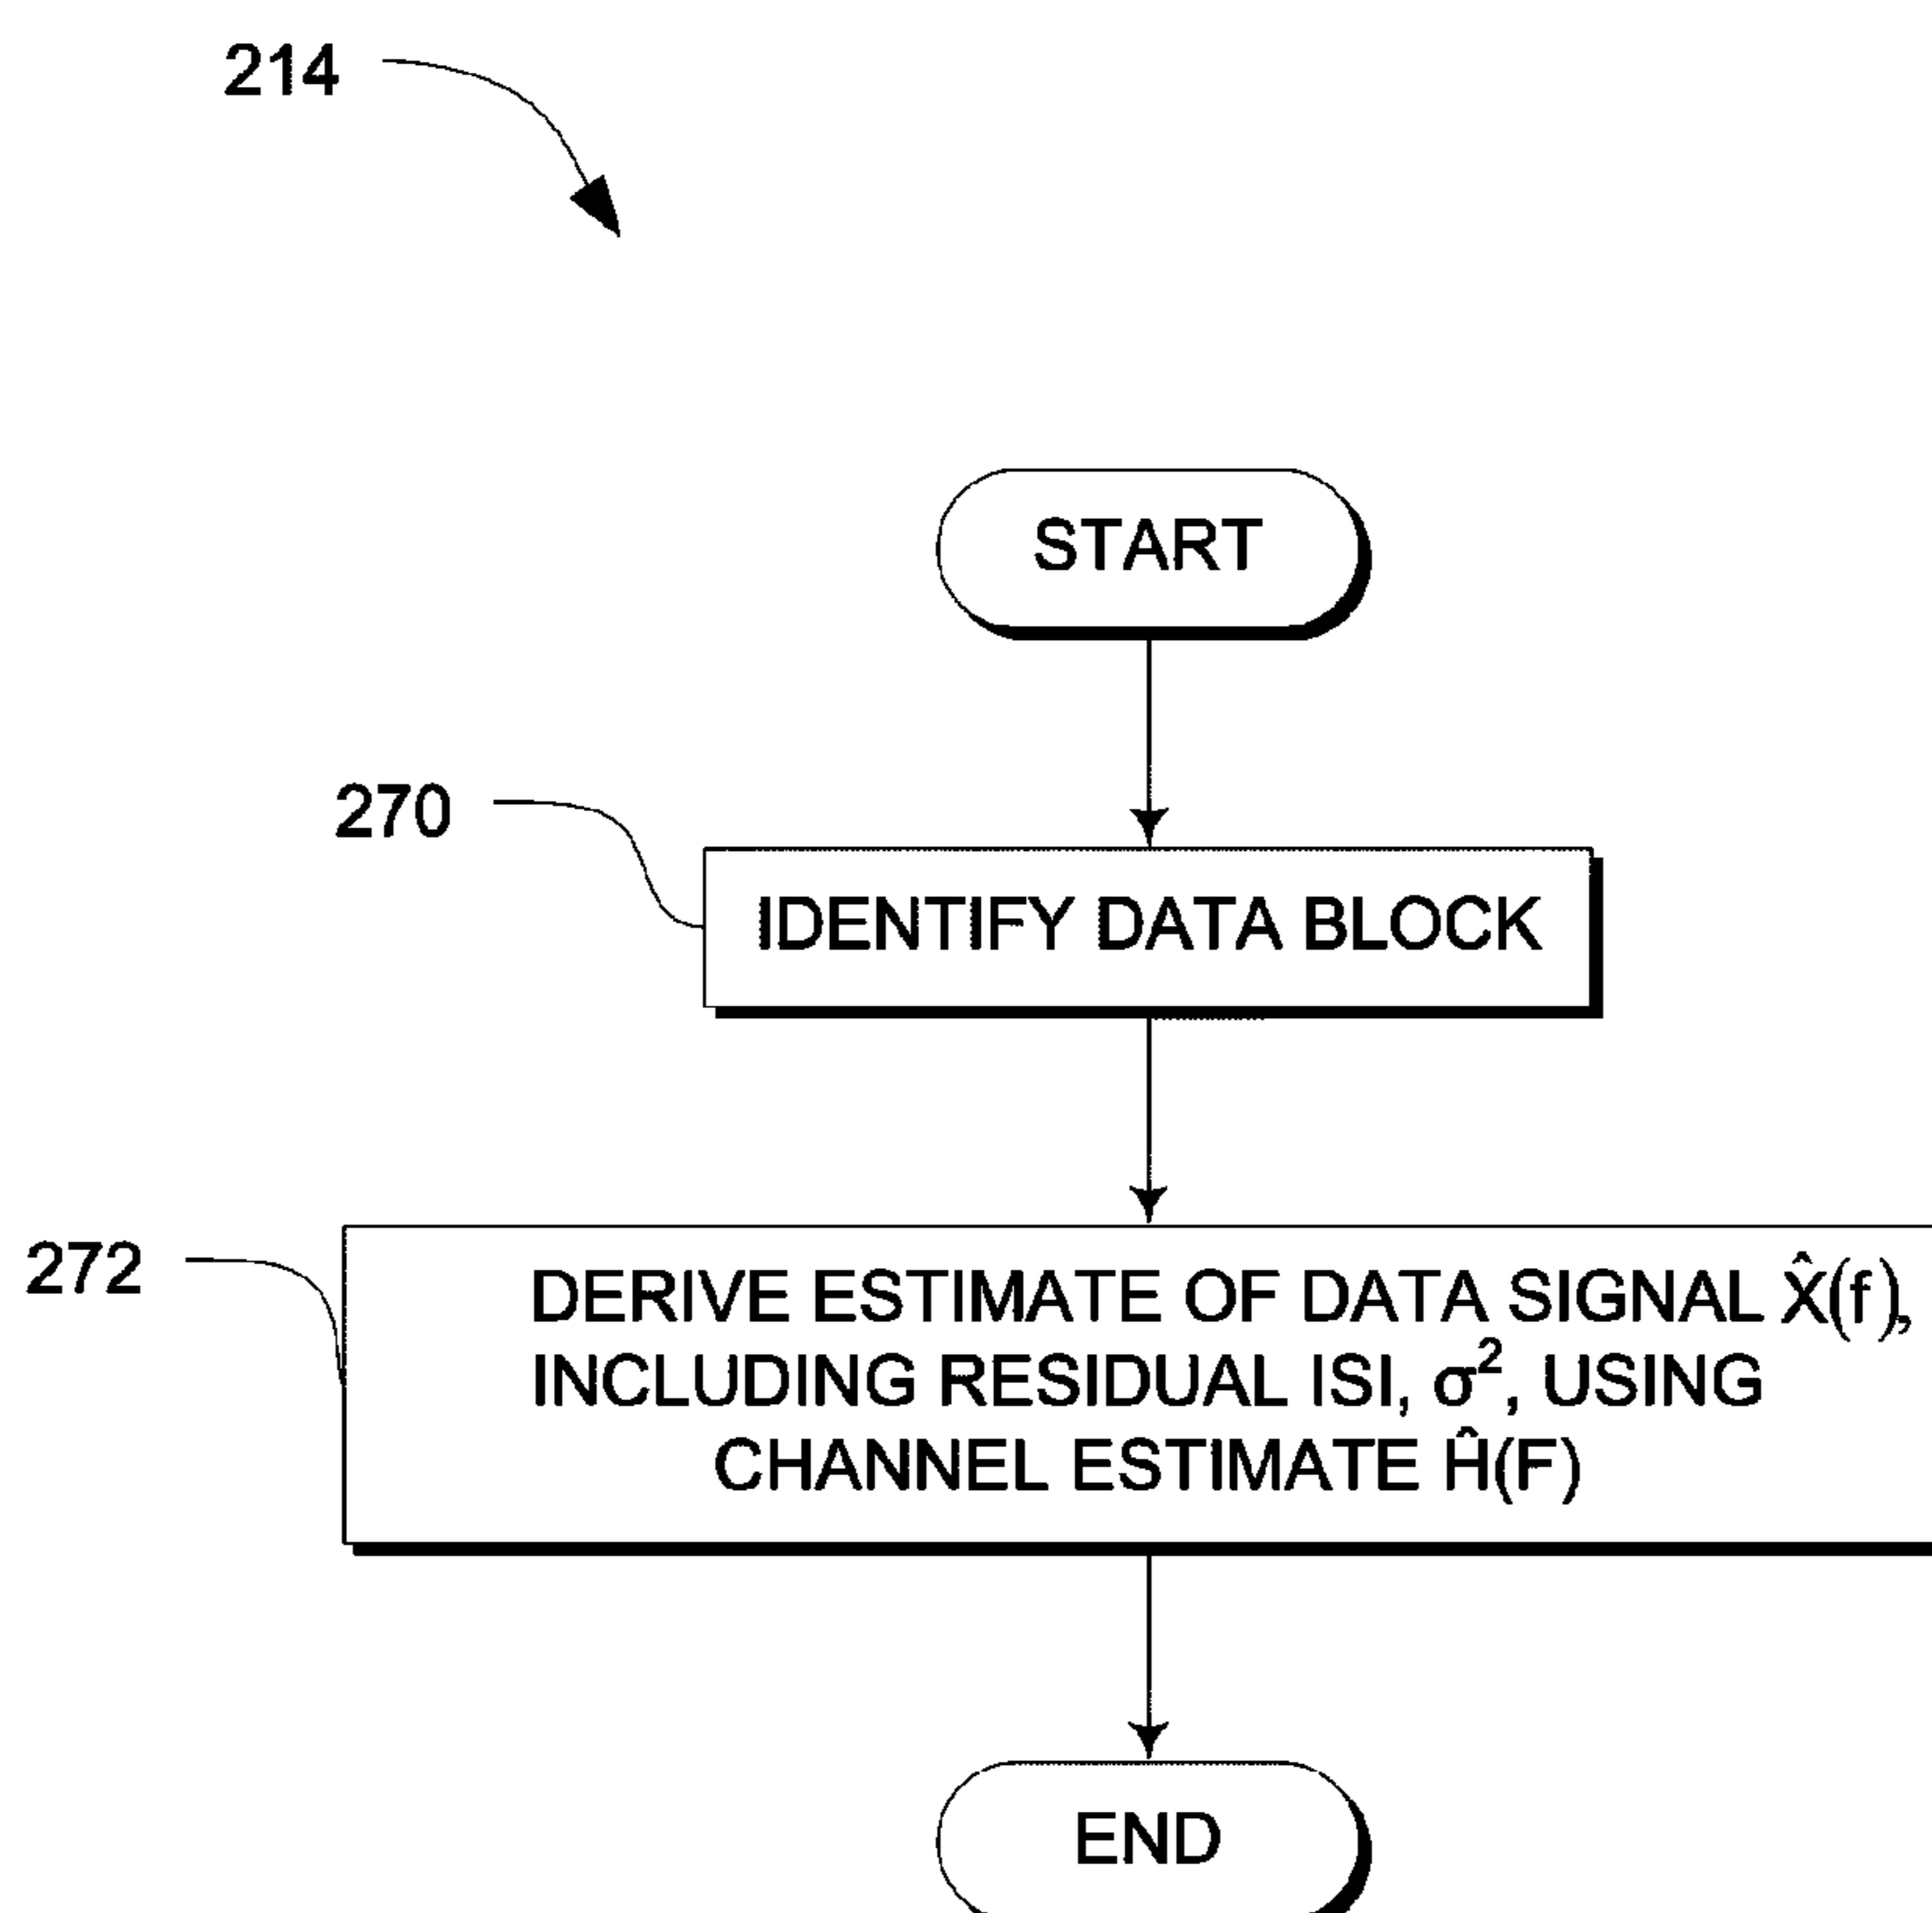 214
START
270
IDENTIFY DATA BLOCK
272
DERIVE ESTIMATE OF DATA SIGNAL X̂(f),
INCLUDING RESIDUAL ISI, σ², USING
CHANNEL ESTIMATE Ĥ(F)
END